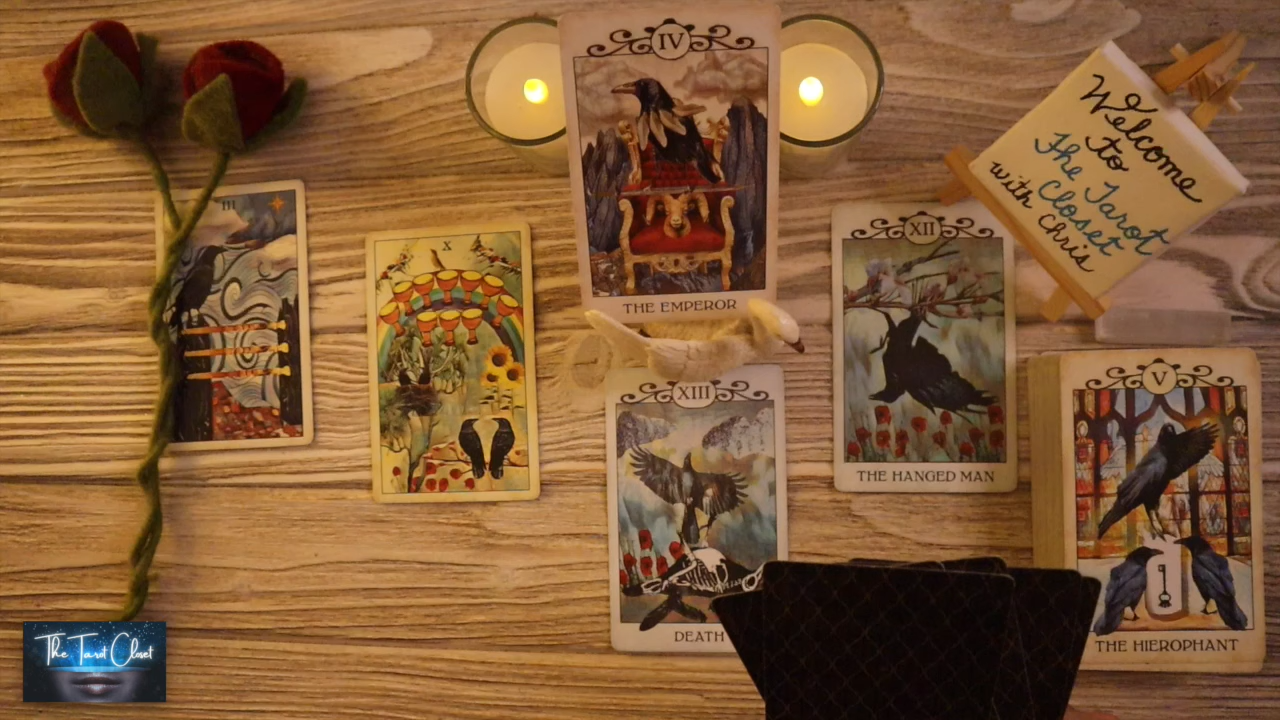 IV
THE EMPEROR
Welcome
to
The Tarot
Closet
with Chris
III
X
XII
THE HANGED MAN
XIII
DEATH
V
THE HIEROPHANT
The Tarot Closet